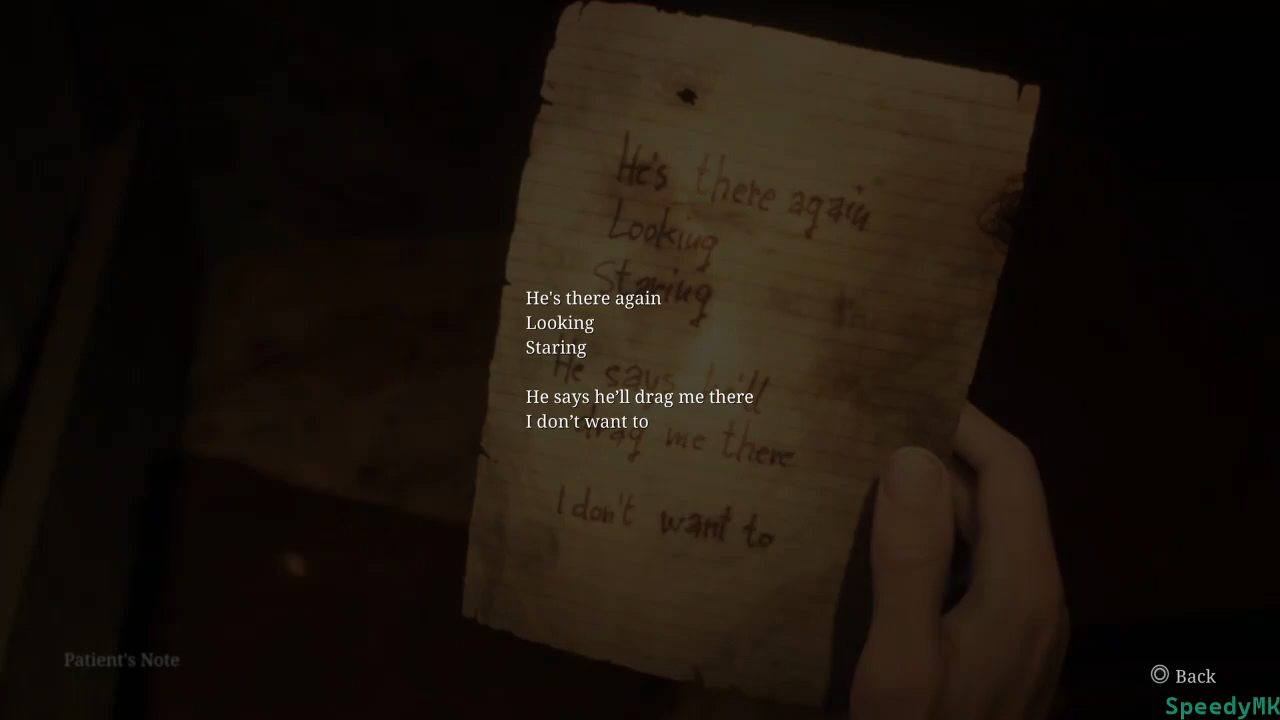 He's there again
Looking
Staring
He says he'll
drag me there
I don't want to
He's there again
Looking
Staring
He says he’ll drag me there
I don’t want to
Patient's Note
Back
SpeedyMK